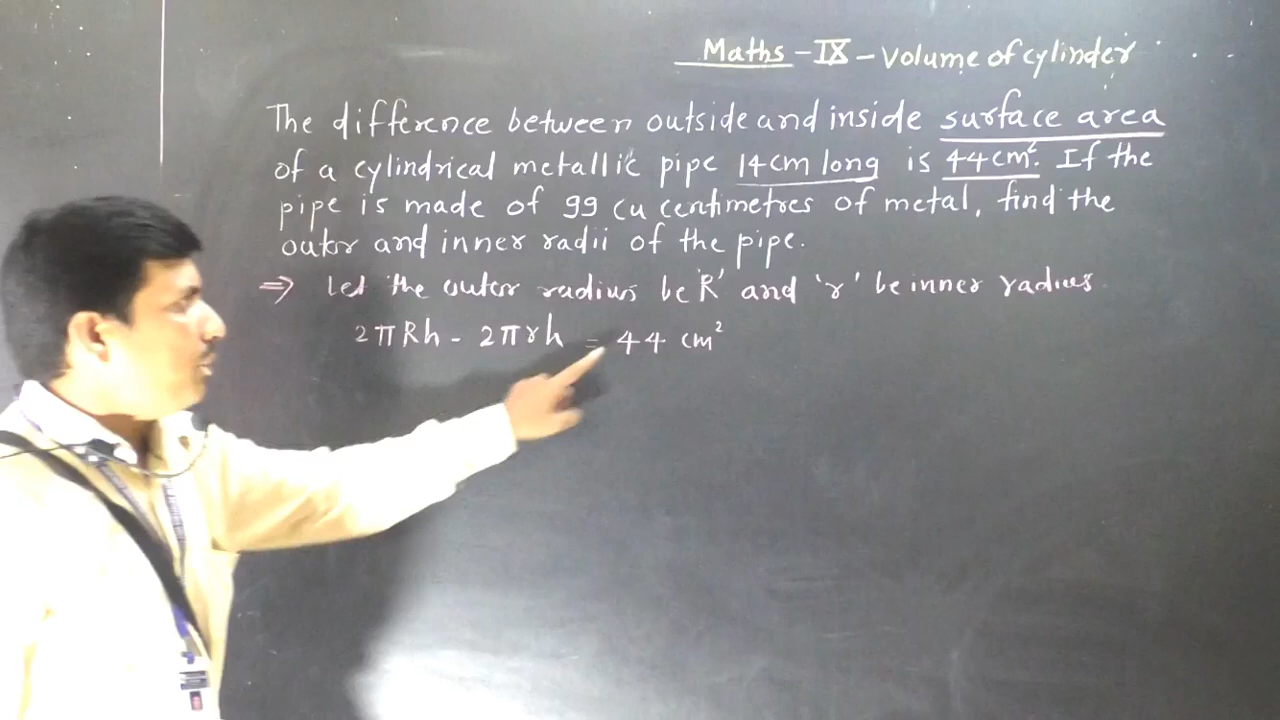 Maths - IX - Volume of cylinder
The difference between outside and inside surface area
of a cylindrical metallic pipe 14cm long is 44cm². If the
pipe is made of 99 cu centimetres of metal, find the
outer and inner radii of the pipe.
⇒ Let the outer radius be R' and 'r' be inner radius.
2πRh - 2πrh = 44 cm²